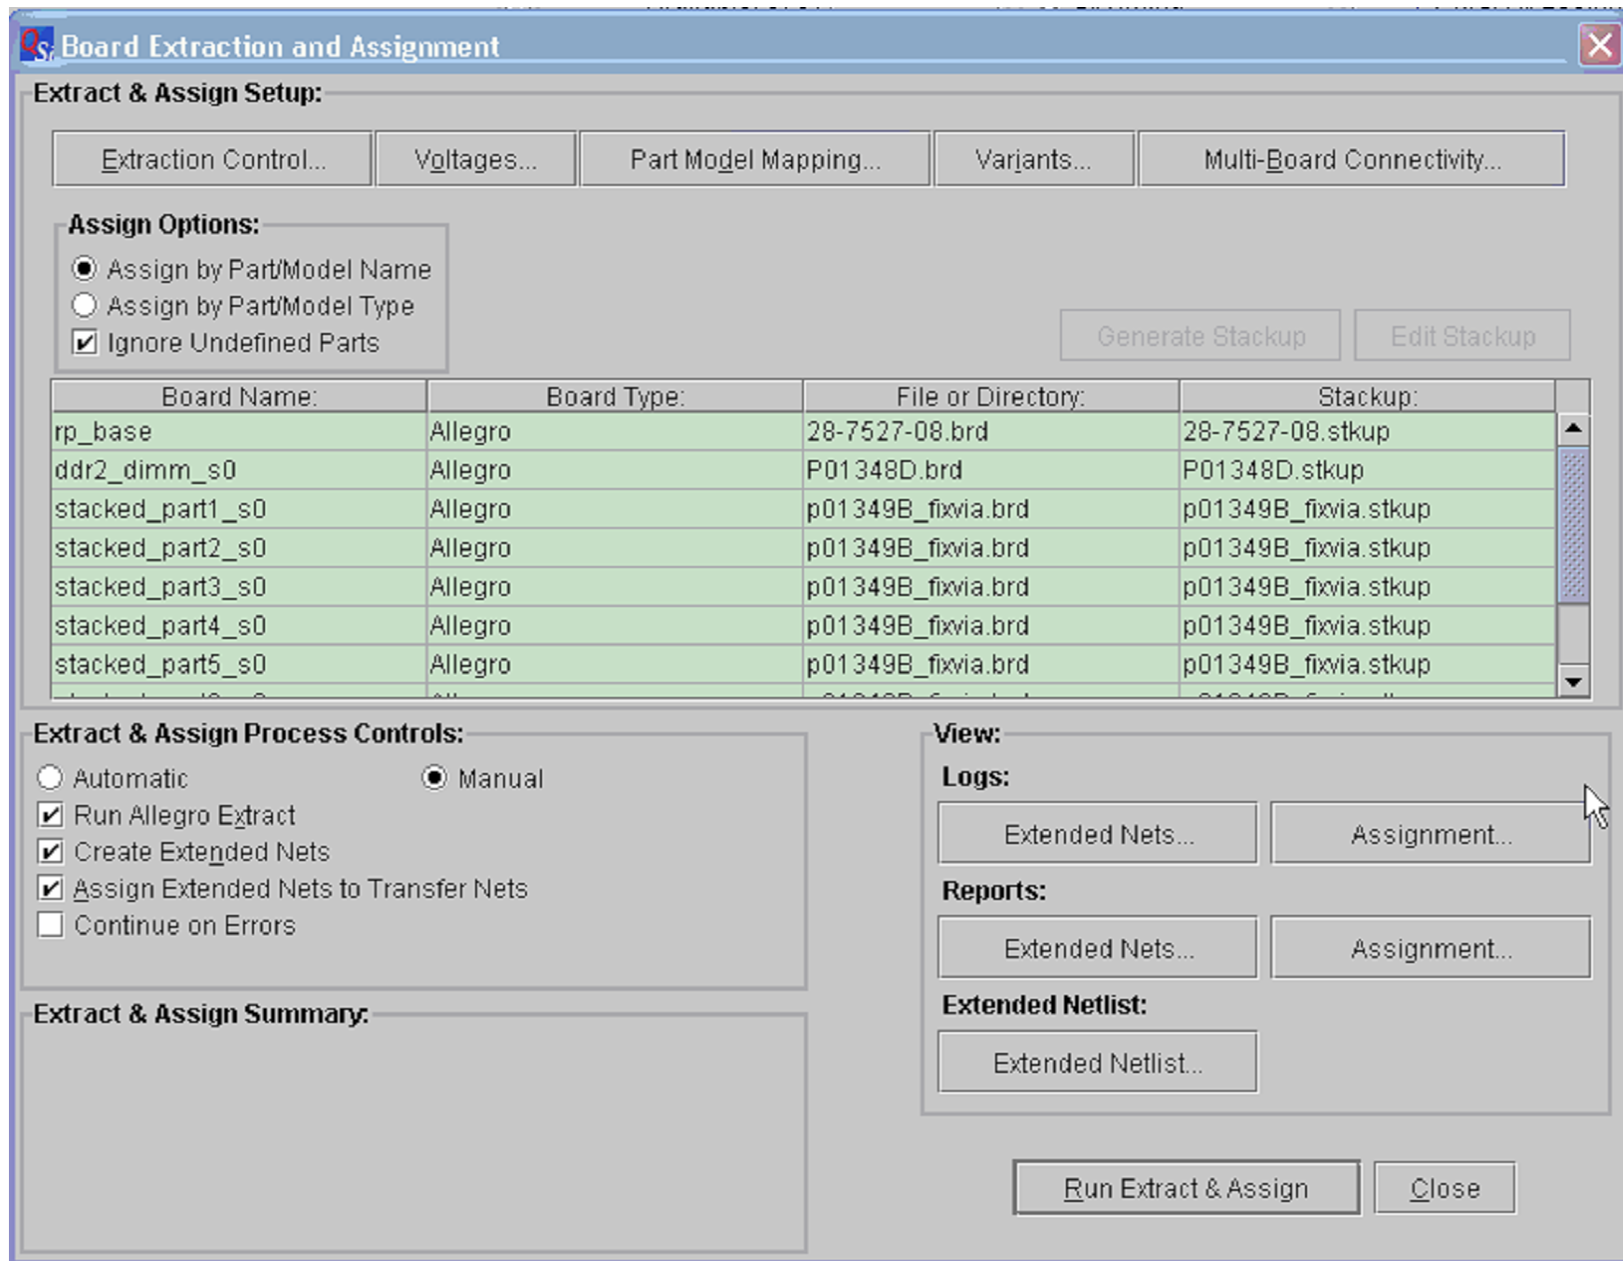 Board Extraction and Assignment
Extract & Assign Setup:
Extraction Control... Voltages... Part Model Mapping... Variants... Multi-Board Connectivity...
Assign Options:
Assign by Part/Model Name
Assign by Part/Model Type
Ignore Undefined Parts
Generate Stackup Edit Stackup
Board Name: Board Type: File or Directory: Stackup:
rp_base Allegro 28-7527-08.brd 28-7527-08.stkup
ddr2_dimm_s0 Allegro P01348D.brd P01348D.stkup
stacked_part1_s0 Allegro p01349B_fixvia.brd p01349B_fixvia.stkup
stacked_part2_s0 Allegro p01349B_fixvia.brd p01349B_fixvia.stkup
stacked_part3_s0 Allegro p01349B_fixvia.brd p01349B_fixvia.stkup
stacked_part4_s0 Allegro p01349B_fixvia.brd p01349B_fixvia.stkup
stacked_part5_s0 Allegro p01349B_fixvia.brd p01349B_fixvia.stkup
Extract & Assign Process Controls:
Automatic Manual
Run Allegro Extract
Create Extended Nets
Assign Extended Nets to Transfer Nets
Continue on Errors
Extract & Assign Summary:
View:
Logs:
Extended Nets... Assignment...
Reports:
Extended Nets... Assignment...
Extended Netlist:
Extended Netlist...
Run Extract & Assign Close